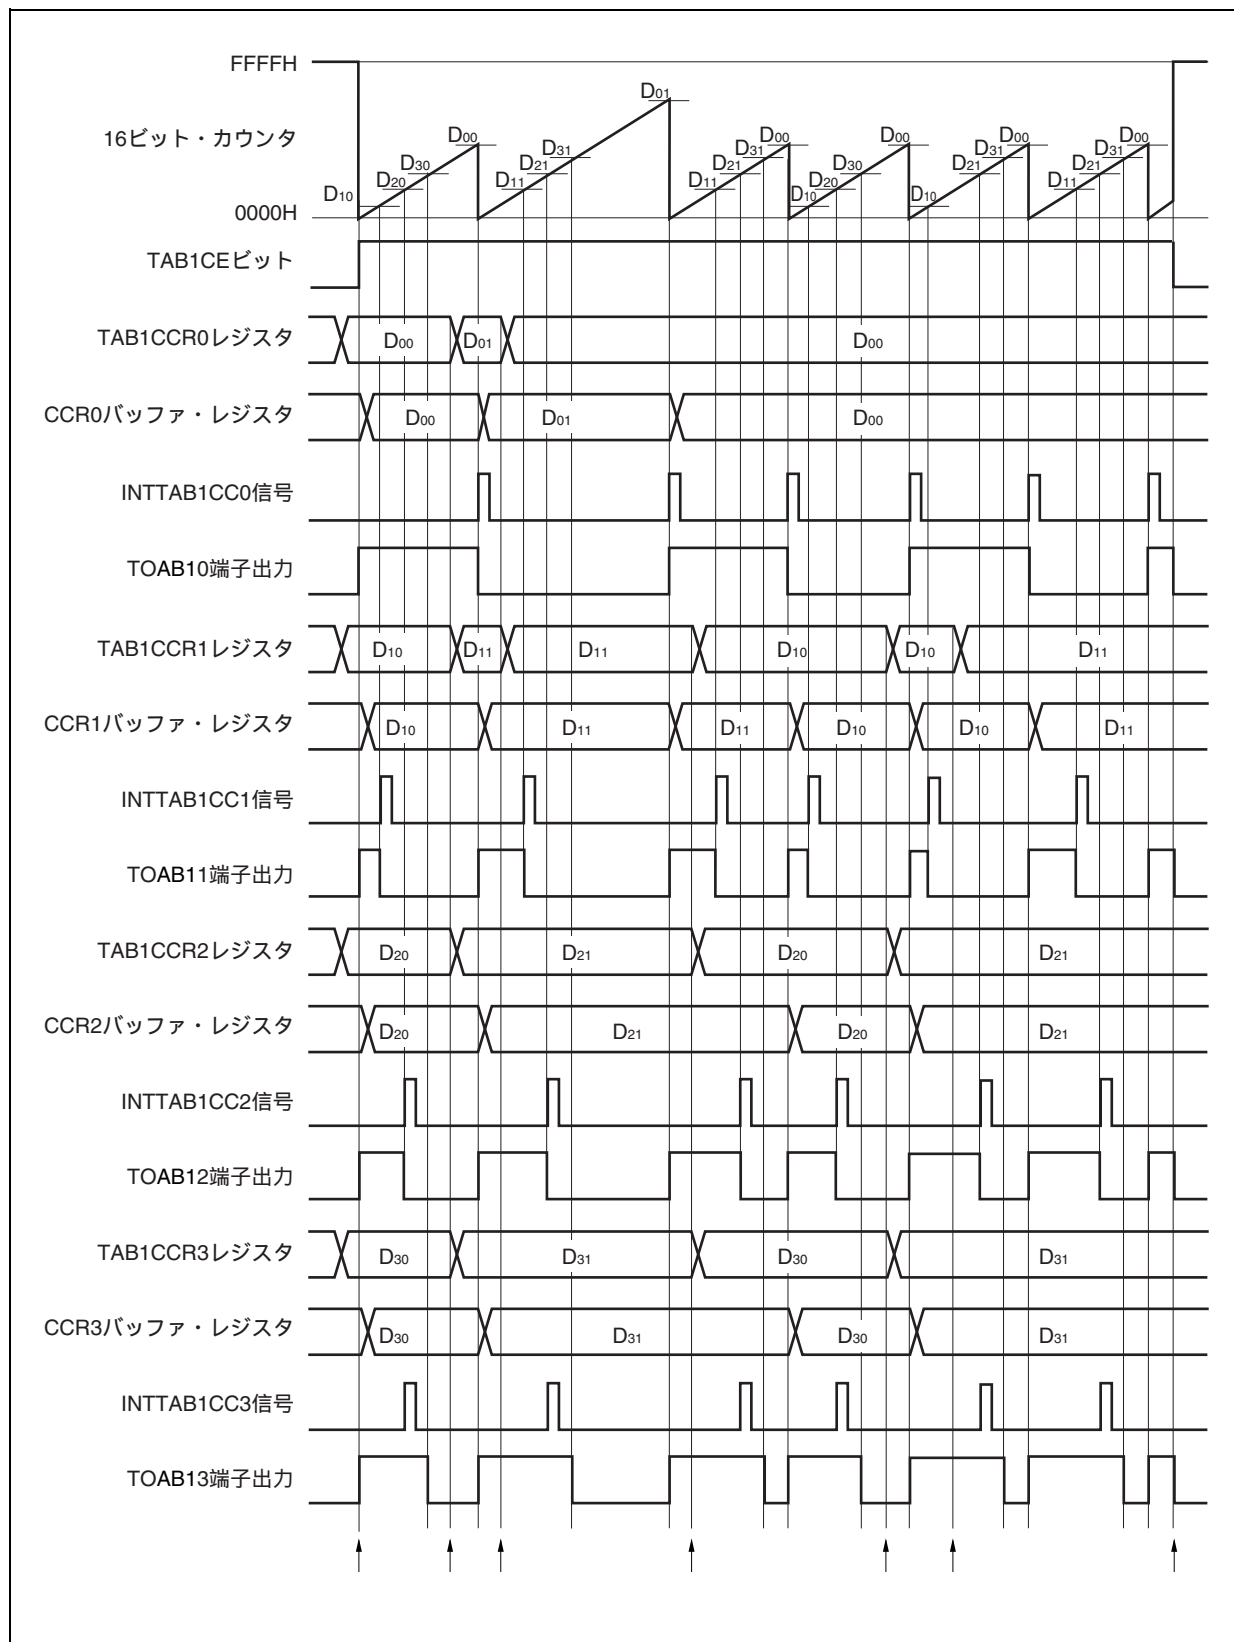 FFFFH
D01
16ビット・カウンタ
D00 D00 D00 D00 D00
D30 D31 D31 D30 D31 D31
D20 D21 D21 D20 D21 D21
D10 D11 D11 D10 D10 D11
0000H
TAB1CEビット
TAB1CCR0レジスタ D00 D01 D00
CCR0バッファ・レジスタ D00 D01 D00
INTTAB1CC0信号
TOAB10端子出力
TAB1CCR1レジスタ D10 D11 D11 D10 D10 D11
CCR1バッファ・レジスタ D10 D11 D11 D10 D10 D11
INTTAB1CC1信号
TOAB11端子出力
TAB1CCR2レジスタ D20 D21 D20 D21
CCR2バッファ・レジスタ D20 D21 D20 D21
INTTAB1CC2信号
TOAB12端子出力
TAB1CCR3レジスタ D30 D31 D30 D31
CCR3バッファ・レジスタ D30 D31 D30 D31
INTTAB1CC3信号
TOAB13端子出力